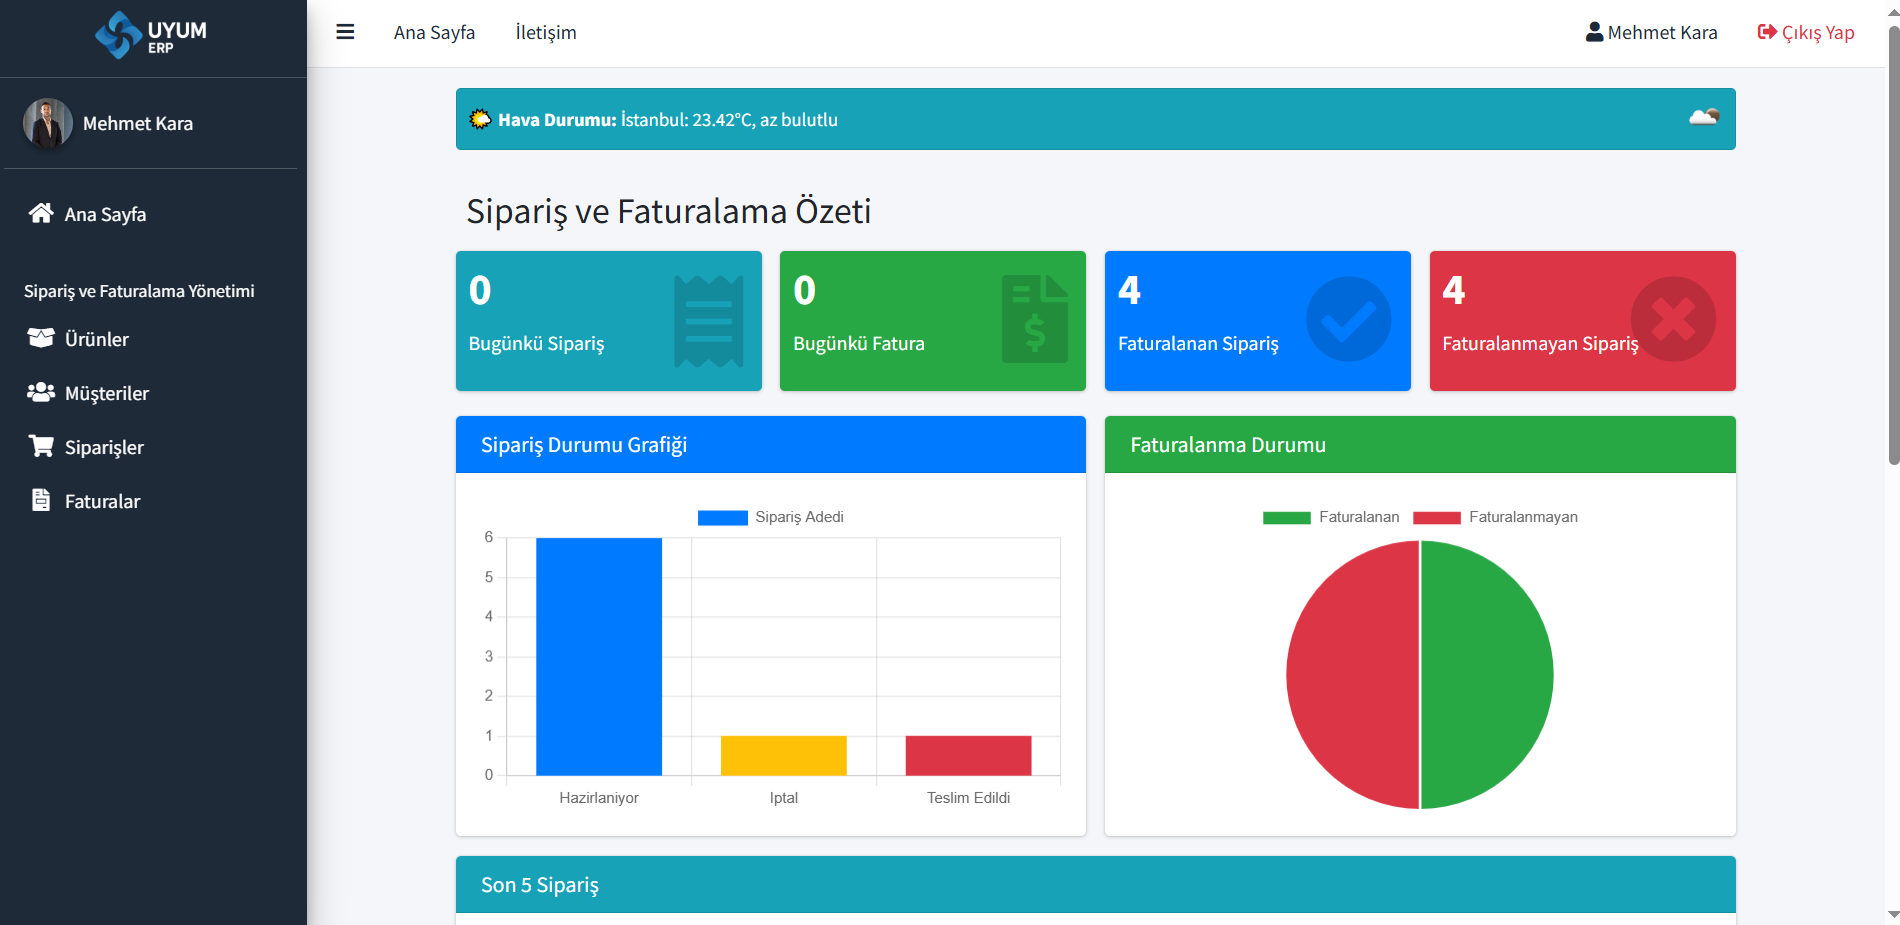 UYUM
ERP
Mehmet Kara
Ana Sayfa
Sipariş ve Faturalama Yönetimi
Ürünler
Müşteriler
Siparişler
Faturalar
Ana Sayfa İletişim
Mehmet Kara Çıkış Yap
Hava Durumu: İstanbul: 23.42°C, az bulutlu
Sipariş ve Faturalama Özeti
0
Bugünkü Sipariş
0
Bugünkü Fatura
4
Faturalanan Sipariş
4
Faturalanmayan Sipariş
Sipariş Durumu Grafiği
Sipariş Adedi
6
5
4
3
2
1
0
Hazirlaniyor Iptal Teslim Edildi
Faturalanma Durumu
Faturalanan Faturalanmayan
Son 5 Sipariş